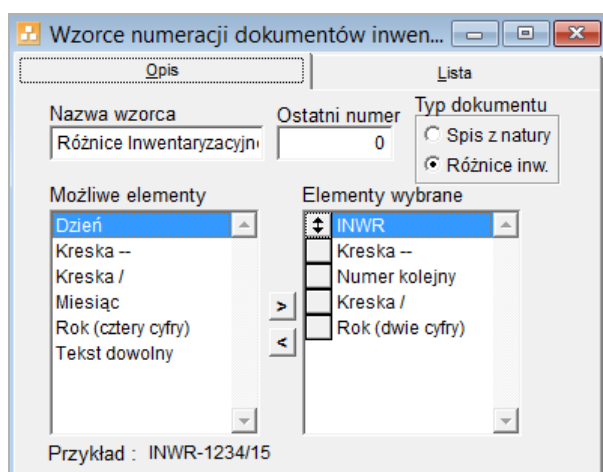 Wzorce numeracji dokumentów inwen...
Opis
Lista
Nazwa wzorca
Ostatni numer
Typ dokumentu
Różnice Inwentaryzacyjn
0
Spis z natury
Różnice inw.
Możliwe elementy
Elementy wybrane
Dzień
Kreska --
Kreska /
Miesiąc
Rok (cztery cyfry)
Tekst dowolny
>
<
INWR
Kreska --
Numer kolejny
Kreska /
Rok (dwie cyfry)
Przykład : INWR-1234/15